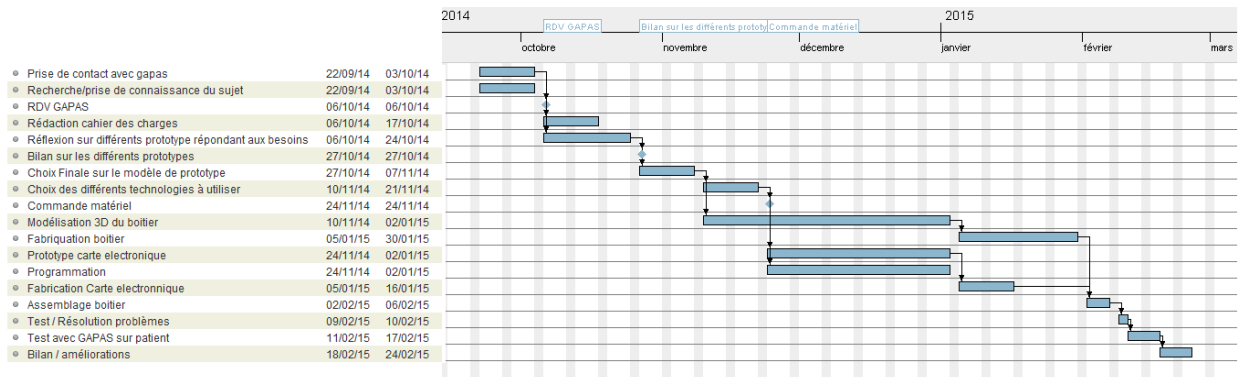 2014
2015
RDV GAPAS
Bilan sur les différents prototy
Commande matériel
octobre
novembre
décembre
janvier
février
mars
Prise de contact avec gapas 22/09/14 03/10/14
Recherche/prise de connaissance du sujet 22/09/14 03/10/14
RDV GAPAS 06/10/14 06/10/14
Rédaction cahier des charges 06/10/14 17/10/14
Réflexion sur différents prototype répondant aux besoins 06/10/14 24/10/14
Bilan sur les différents prototypes 27/10/14 27/10/14
Choix Finale sur le modèle de prototype 27/10/14 07/11/14
Choix des différents technologies à utiliser 10/11/14 21/11/14
Commande matériel 24/11/14 24/11/14
Modélisation 3D du boitier 10/11/14 02/01/15
Fabriquation boitier 05/01/15 30/01/15
Prototype carte electronique 24/11/14 02/01/15
Programmation 24/11/14 02/01/15
Fabrication Carte electronnique 05/01/15 16/01/15
Assemblage boitier 02/02/15 06/02/15
Test / Résolution problèmes 09/02/15 10/02/15
Test avec GAPAS sur patient 11/02/15 17/02/15
Bilan / améliorations 18/02/15 24/02/15